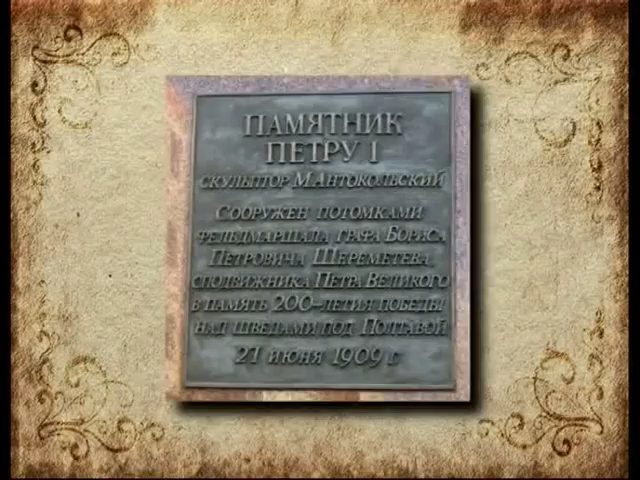 ПАМЯТНИК
ПЕТРУ I
СКУЛЬПТОР М.АНТОКОЛЬСКИЙ
СООРУЖЕН ПОТОМКАМИ
ФЕЛЬДМАРШАЛА ГРАФА БОРИСА
ПЕТРОВИЧА ШЕРЕМЕТЕВА
СПОДВИЖНИКА ПЕТРА ВЕЛИКОГО
В ПАМЯТЬ 200-ЛЕТИЯ ПОБЕДЫ
НАД ШВЕДАМИ ПОД ПОЛТАВОЙ
27 ИЮНЯ 1909 г